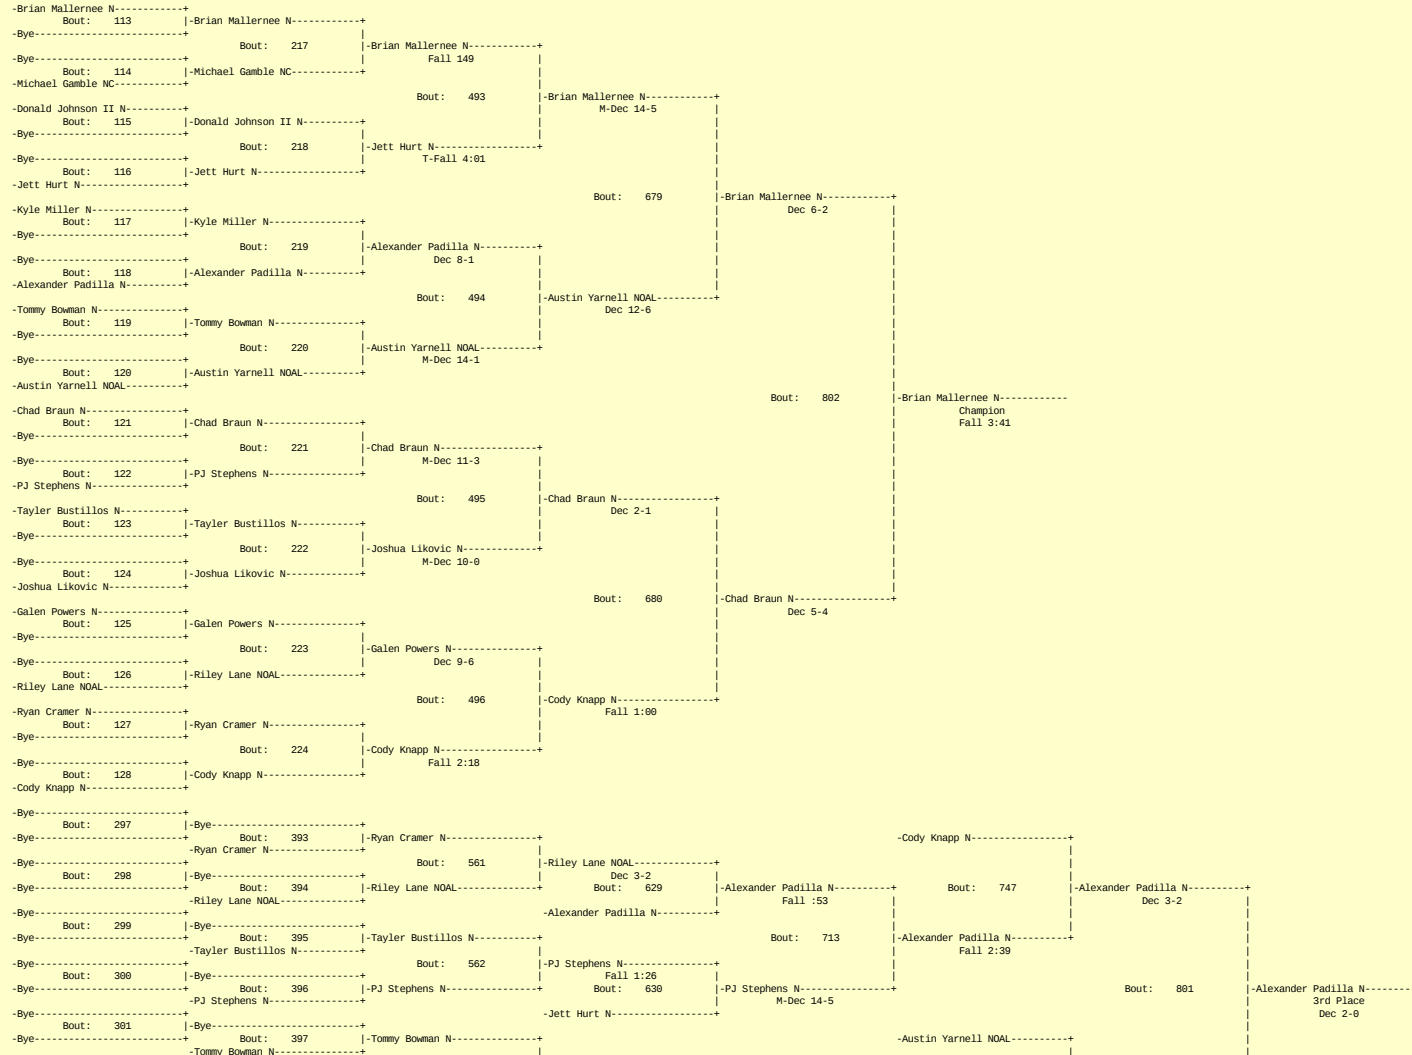 -Brian Mallernee N------------+
Bout: 113 |-Brian Mallernee N------------+
-Bye--------------------------+ |
Bout: 217 |-Brian Mallernee N------------+
-Bye--------------------------+ | Fall 149 |
Bout: 114 |-Michael Gamble NC------------+ |
-Michael Gamble NC------------+ |
Bout: 493 |-Brian Mallernee N------------+
-Donald Johnson II N----------+ | M-Dec 14-5 |
Bout: 115 |-Donald Johnson II N----------+ | |
-Bye--------------------------+ | | |
Bout: 218 |-Jett Hurt N------------------+ |
-Bye--------------------------+ | T-Fall 4:01 |
Bout: 116 |-Jett Hurt N------------------+ |
-Jett Hurt N------------------+ |
Bout: 679 |-Brian Mallernee N------------+
-Kyle Miller N----------------+ | Dec 6-2 |
Bout: 117 |-Kyle Miller N----------------+ | |
-Bye--------------------------+ | | |
Bout: 219 |-Alexander Padilla N----------+ | |
-Bye--------------------------+ | Dec 8-1 | | |
Bout: 118 |-Alexander Padilla N----------+ | | |
-Alexander Padilla N----------+ | | |
Bout: 494 |-Austin Yarnell NOAL----------+ |
-Tommy Bowman N---------------+ | Dec 12-6 |
Bout: 119 |-Tommy Bowman N---------------+ | |
-Bye--------------------------+ | | |
Bout: 220 |-Austin Yarnell NOAL----------+ |
-Bye--------------------------+ | M-Dec 14-1 |
Bout: 120 |-Austin Yarnell NOAL----------+ |
-Austin Yarnell NOAL----------+ |
Bout: 802 |-Brian Mallernee N------------
-Chad Braun N-----------------+ | Champion
Bout: 121 |-Chad Braun N-----------------+ | Fall 3:41
-Bye--------------------------+ | |
Bout: 221 |-Chad Braun N-----------------+ |
-Bye--------------------------+ | M-Dec 11-3 | |
Bout: 122 |-PJ Stephens N----------------+ | |
-PJ Stephens N----------------+ | |
Bout: 495 |-Chad Braun N-----------------+ |
-Tayler Bustillos N-----------+ | Dec 2-1 | |
Bout: 123 |-Tayler Bustillos N-----------+ | | |
-Bye--------------------------+ | | | |
Bout: 222 |-Joshua Likovic N-------------+ | |
-Bye--------------------------+ | M-Dec 10-0 | |
Bout: 124 |-Joshua Likovic N-------------+ | |
-Joshua Likovic N-------------+ | |
Bout: 680 |-Chad Braun N-----------------+
-Galen Powers N---------------+ | Dec 5-4
Bout: 125 |-Galen Powers N---------------+ |
-Bye--------------------------+ | |
Bout: 223 |-Galen Powers N---------------+ |
-Bye--------------------------+ | Dec 9-6 | |
Bout: 126 |-Riley Lane NOAL--------------+ | |
-Riley Lane NOAL--------------+ | |
Bout: 496 |-Cody Knapp N-----------------+
-Ryan Cramer N----------------+ | Fall 1:00
Bout: 127 |-Ryan Cramer N----------------+ |
-Bye--------------------------+ | |
Bout: 224 |-Cody Knapp N-----------------+
-Bye--------------------------+ | Fall 2:18
Bout: 128 |-Cody Knapp N-----------------+
-Cody Knapp N-----------------+
-Bye--------------------------+
Bout: 297 |-Bye--------------------------+
-Bye--------------------------+ Bout: 393 |-Ryan Cramer N----------------+ -Cody Knapp N-----------------+
-Ryan Cramer N----------------+ | |
-Bye--------------------------+ Bout: 561 |-Riley Lane NOAL--------------+ |
Bout: 298 |-Bye--------------------------+ | Dec 3-2 | |
-Bye--------------------------+ Bout: 394 |-Riley Lane NOAL--------------+ Bout: 629 |-Alexander Padilla N----------+ Bout: 747 |-Alexander Padilla N----------+
-Riley Lane NOAL--------------+ | Fall :53 | | Dec 3-2 |
-Bye--------------------------+ -Alexander Padilla N----------+ | | |
Bout: 299 |-Bye--------------------------+ | | |
-Bye--------------------------+ Bout: 395 |-Tayler Bustillos N-----------+ Bout: 713 |-Alexander Padilla N----------+ |
-Tayler Bustillos N-----------+ | | Fall 2:39 |
-Bye--------------------------+ Bout: 562 |-PJ Stephens N----------------+ | |
Bout: 300 |-Bye--------------------------+ | Fall 1:26 | | |
-Bye--------------------------+ Bout: 396 |-PJ Stephens N----------------+ Bout: 630 |-PJ Stephens N----------------+ Bout: 801 |-Alexander Padilla N--------
-PJ Stephens N----------------+ | M-Dec 14-5 | 3rd Place
-Bye--------------------------+ -Jett Hurt N------------------+ | Dec 2-0
Bout: 301 |-Bye--------------------------+ |
-Bye--------------------------+ Bout: 397 |-Tommy Bowman N---------------+ -Austin Yarnell NOAL----------+ |
-Tommy Bowman N---------------+ | | |